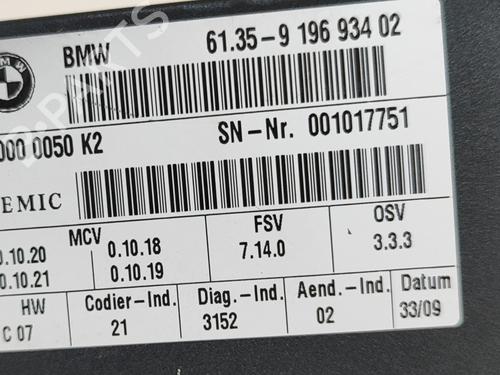 BMW 61.35-9 196 934 02
000 0050 K2 SN-Nr. 001017751
EMIC
0.10.20 MCV 0.10.18 FSV OSV
0.10.21 0.10.19 7.14.0 3.3.3
HW Codier-Ind. Diag.-Ind. Aend.-Ind. Datum
C 07 21 3152 02 33/09